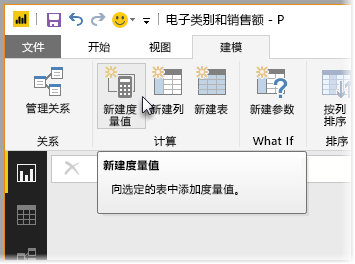 电子类别和销售额 - P
文件 开始 视图 建模
管理关系 新建度量值 新建列 新建表 新建参数 按列排序
关系 计算 What If 排序
新建度量值
向选定的表中添加度量值。